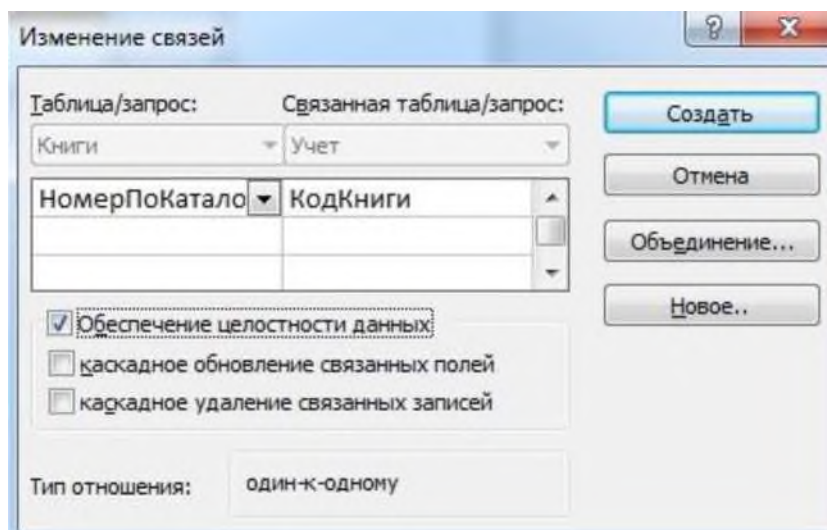 Изменение связей
Таблица/запрос: Связанная таблица/запрос:
Создать
Книги Учет
Отмена
НомерПоКатало КодКниги
Объединение...
Новое..
Обеспечение целостности данных
каскадное обновление связанных полей
каскадное удаление связанных записей
Тип отношения: один-к-одному